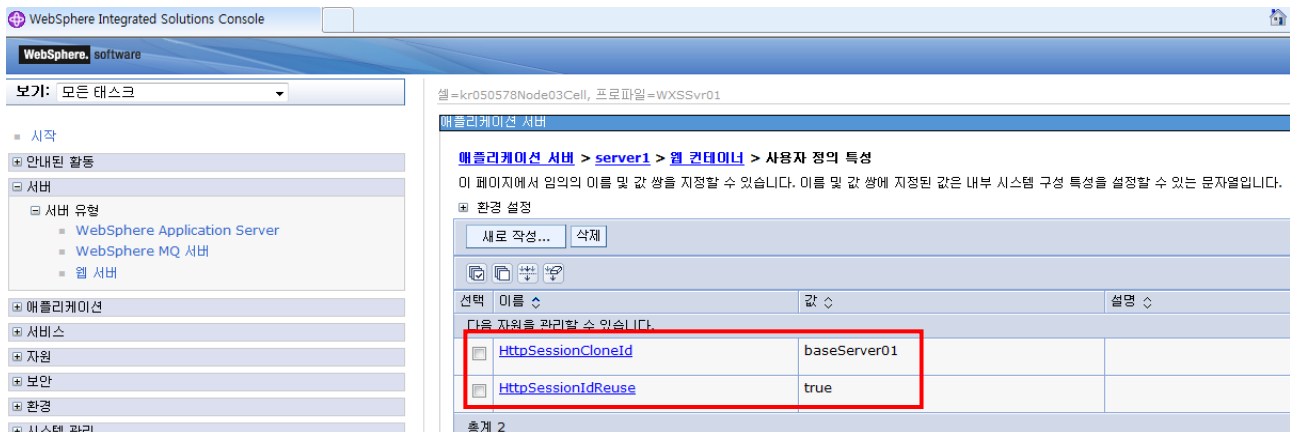 WebSphere Integrated Solutions Console
WebSphere. software
보기: 모든 태스크
시작
안내된 활동
서버
서버 유형
WebSphere Application Server
WebSphere MQ 서버
웹 서버
애플리케이션
서비스
자원
보안
환경
시스템 관리
셀=kr050578Node03Cell, 프로파일=WXSSvr01
애플리케이션 서버
애플리케이션 서버 > server1 > 웹 컨테이너 > 사용자 정의 특성
이 페이지에서 임의의 이름 및 값 쌍을 지정할 수 있습니다. 이름 및 값 쌍에 지정된 값은 내부 시스템 구성 특성을 설정할 수 있는 문자열입니다.
환경 설정
새로 작성... 삭제
선택 이름 값 설명
다음 자원을 관리할 수 있습니다.
HttpSessionCloneId baseServer01
HttpSessionIdReuse true
총계 2